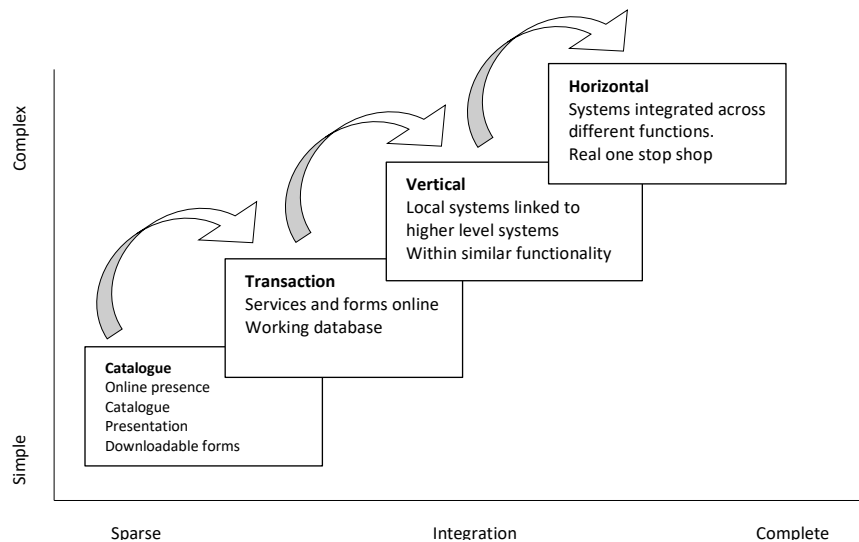 Complex
Simple
Horizontal
Systems integrated across
different functions.
Real one stop shop
Vertical
Local systems linked to
higher level systems
Within similar functionality
Transaction
Services and forms online
Working database
Catalogue
Online presence
Catalogue
Presentation
Downloadable forms
Sparse
Integration
Complete